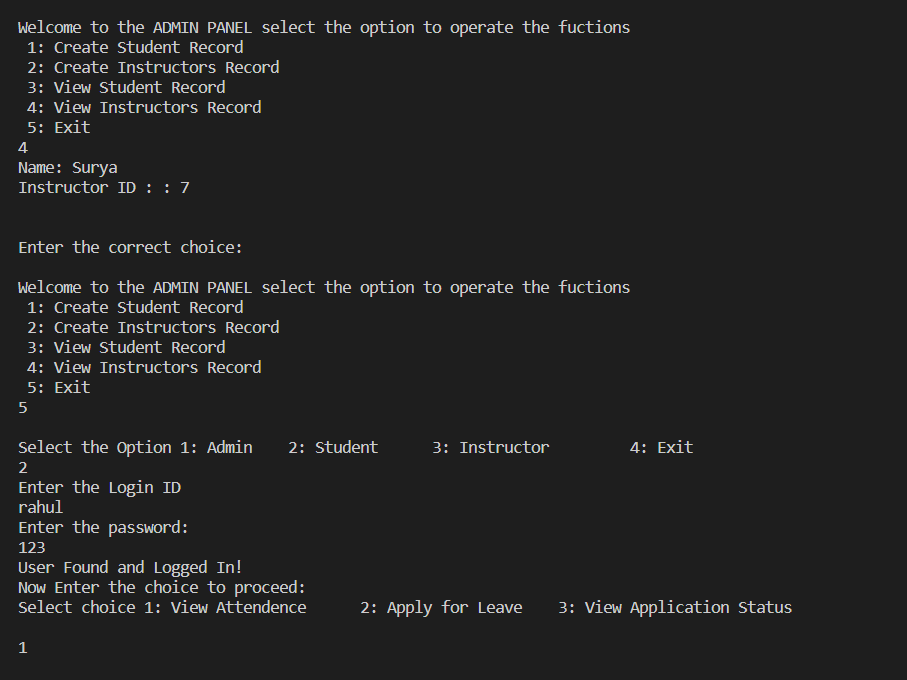 Welcome to the ADMIN PANEL select the option to operate the fuctions
1: Create Student Record
2: Create Instructors Record
3: View Student Record
4: View Instructors Record
5: Exit
4
Name: Surya
Instructor ID : : 7
Enter the correct choice:
Welcome to the ADMIN PANEL select the option to operate the fuctions
1: Create Student Record
2: Create Instructors Record
3: View Student Record
4: View Instructors Record
5: Exit
5
Select the Option 1: Admin    2: Student      3: Instructor         4: Exit
2
Enter the Login ID
rahul
Enter the password:
123
User Found and Logged In!
Now Enter the choice to proceed:
Select choice 1: View Attendence      2: Apply for Leave    3: View Application Status
1